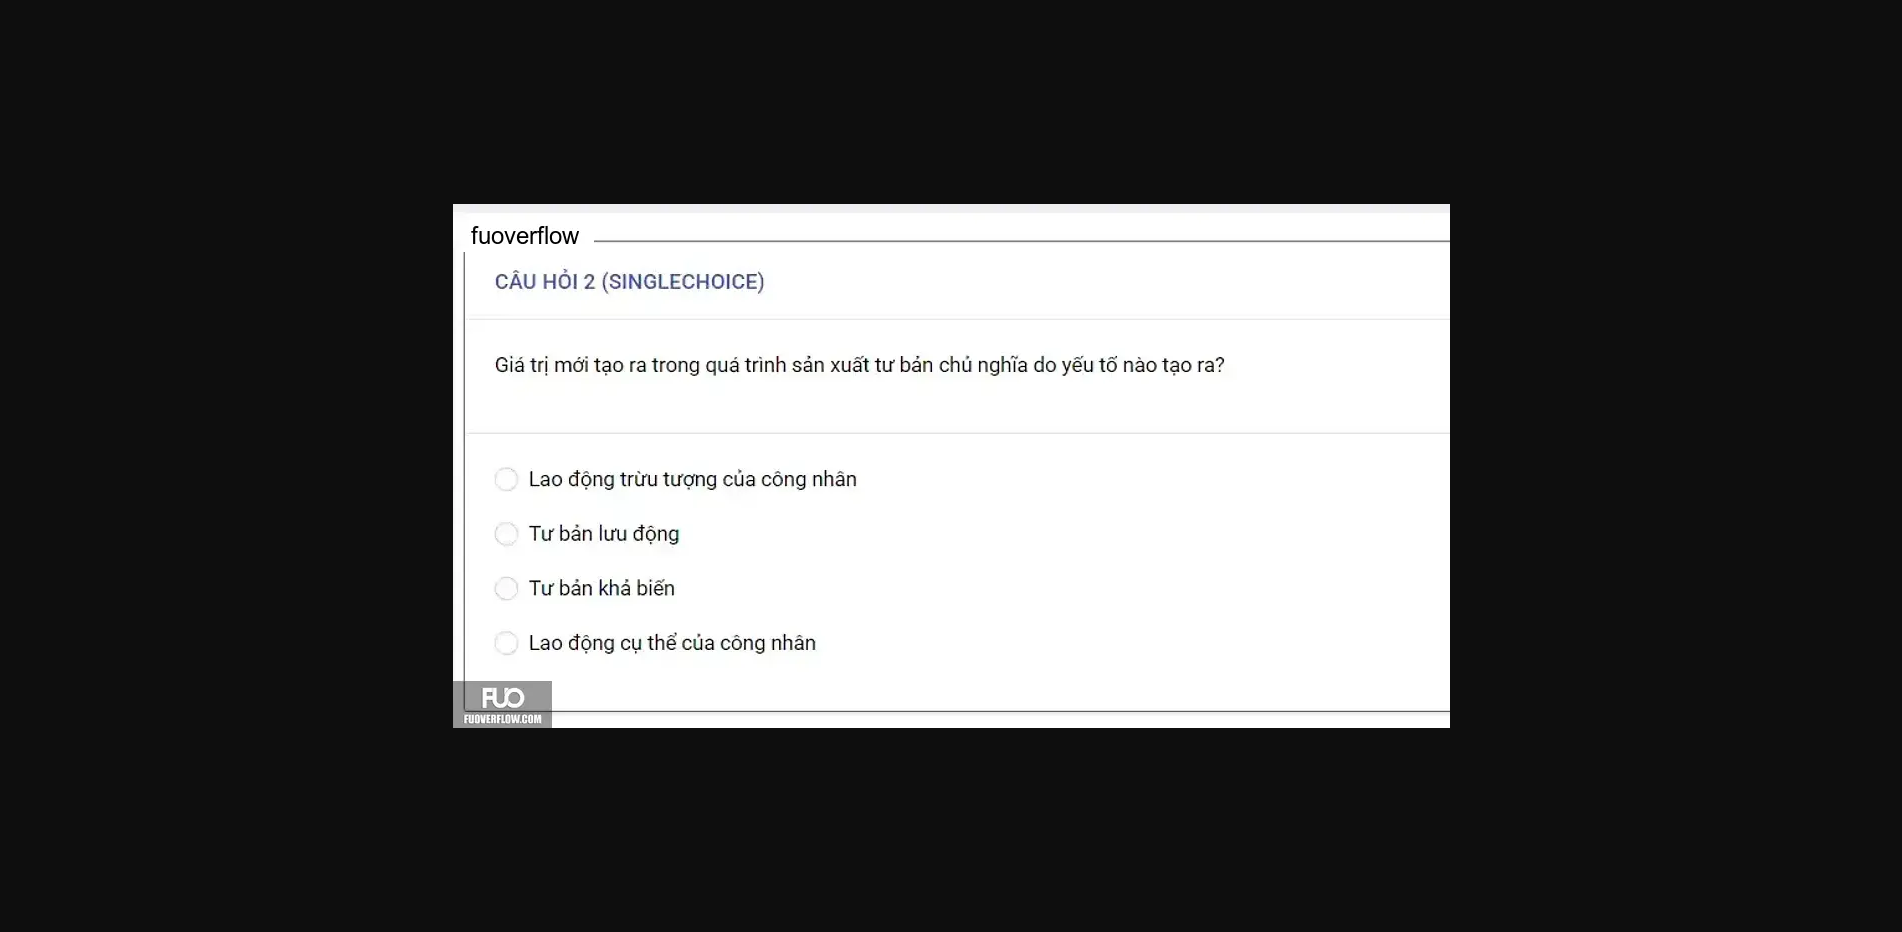 fuoverflow
CÂU HỎI 2 (SINGLECHOICE)
Giá trị mới tạo ra trong quá trình sản xuất tư bản chủ nghĩa do yếu tố nào tạo ra?
Lao động trừu tượng của công nhân
Tư bản lưu động
Tư bản khả biến
Lao động cụ thể của công nhân
FUO
FUOVERFLOW.COM